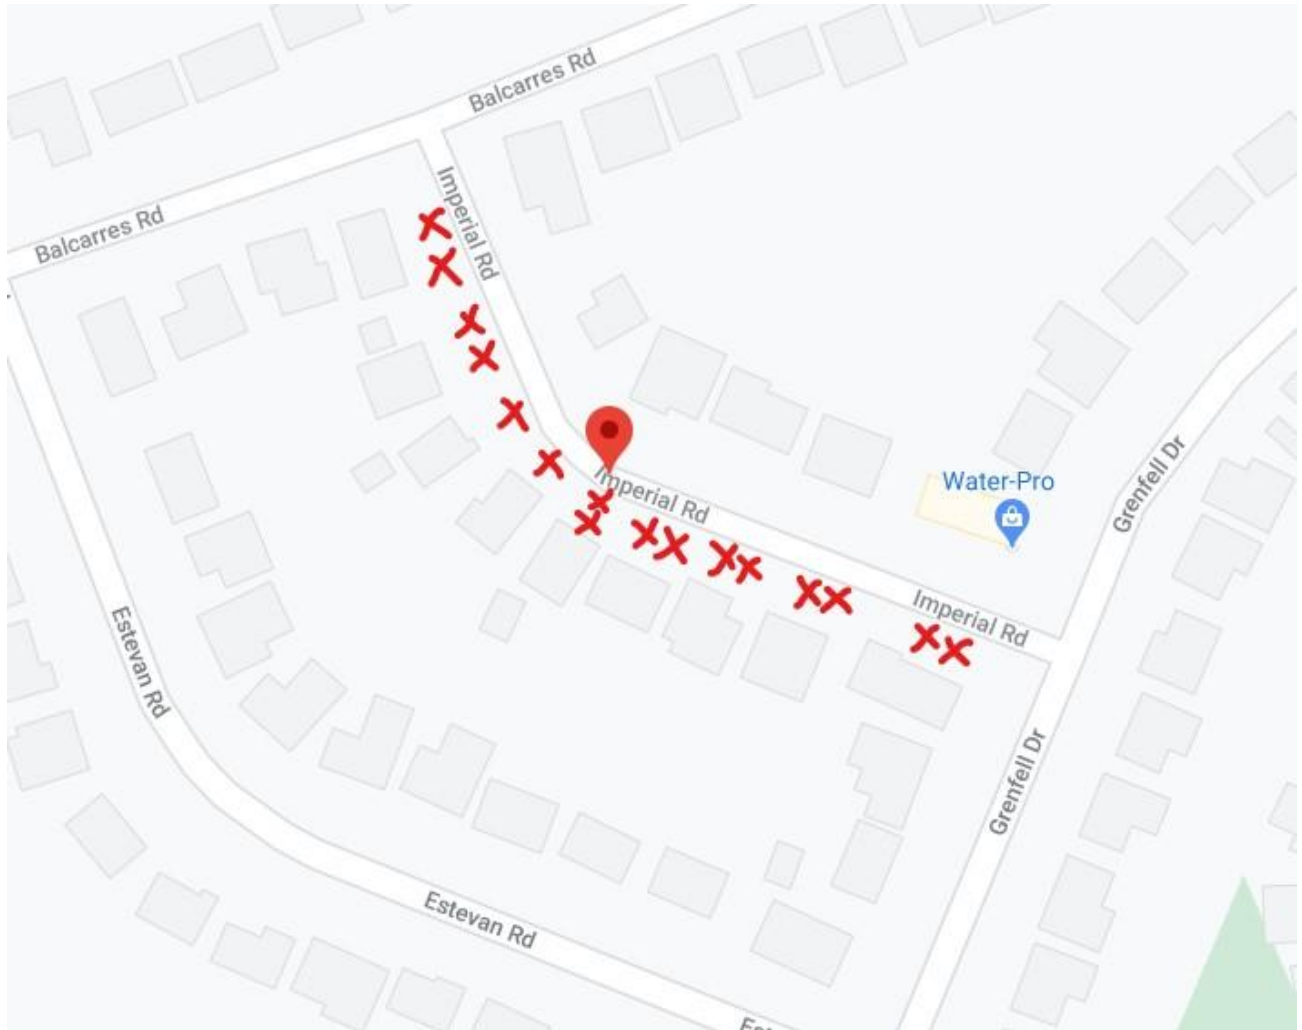 Balcarres Rd
Imperial Rd
Balcarres Rd
Imperial Rd
Water-Pro
Grenfell Dr
Imperial Rd
Estevan Rd
Grenfell Dr
Estevan Rd